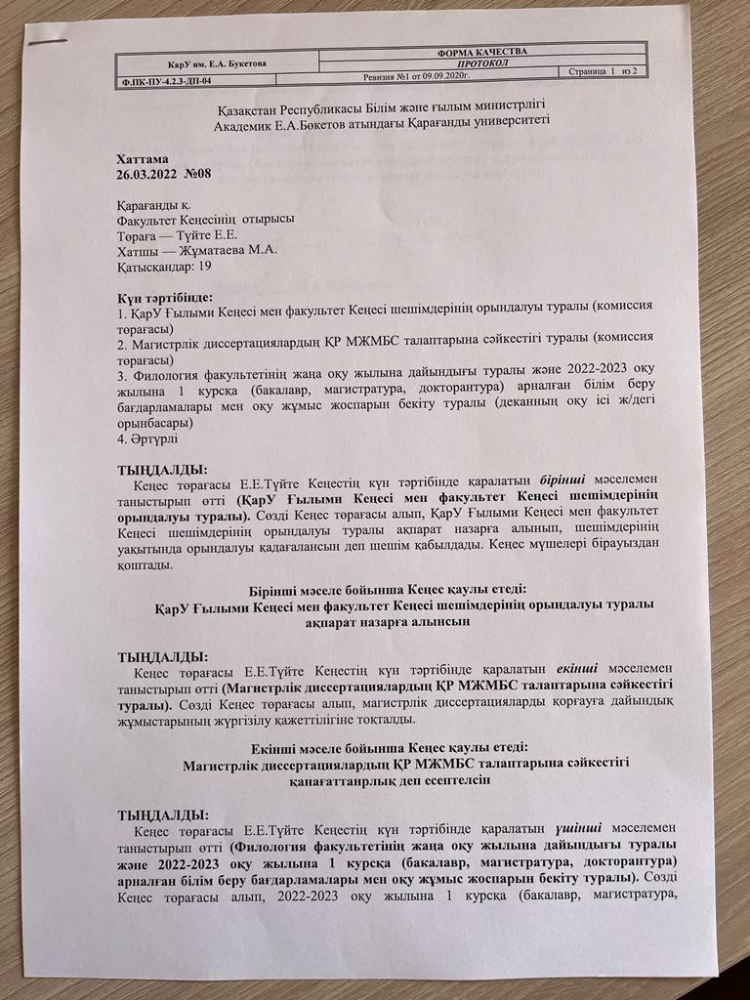 КарУ им. Е.А. Букетова
ФОРМА КАЧЕСТВА
ПРОТОКОЛ
Ф.ПК-ПУ-4.2.3-ДП-04
Ревизия №1 от 09.09.2020г.
Страница 1 из 2
Қазақстан Республикасы Білім және ғылым министрлігі
Академик Е.А.Бөкетов атындағы Қарағанды университеті
Хаттама
26.03.2022 №08
Қарағанды қ.
Факультет Кеңесінің отырысы
Төраға — Түйте Е.Е.
Хатшы — Жұматаева М.А.
Қатысқандар: 19
Күн тәртібінде:
1. ҚарУ Ғылыми Кеңесі мен факультет Кеңесі шешімдерінің орындалуы туралы (комиссия
төрағасы)
2. Магистрлік диссертациялардың ҚР МЖМБС талаптарына сәйкестігі туралы (комиссия
төрағасы)
3. Филология факультетінің жаңа оқу жылына дайындығы туралы және 2022-2023 оқу
жылына 1 курсқа (бакалавр, магистратура, докторантура) арналған білім беру
бағдарламалары мен оқу жұмыс жоспарын бекіту туралы (деканның оқу ісі ж/дегі
орынбасары)
4. Әртүрлі
ТЫҢДАЛДЫ:
Кеңес төрағасы Е.Е.Түйте Кеңестің күн тәртібінде қаралатын бірінші мәселемен
таныстырып өтті (ҚарУ Ғылыми Кеңесі мен факультет Кеңесі шешімдерінің
орындалуы туралы). Сөзді Кеңес төрағасы алып, ҚарУ Ғылыми Кеңесі мен факультет
Кеңесі шешімдерінің орындалуы туралы ақпарат назарға алынып, шешімдерінің
уақытында орындалуы қадағалансын деп шешім қабылдады. Кеңес мүшелері бірауыздан
қоштады.
Бірінші мәселе бойынша Кеңес қаулы етеді:
ҚарУ Ғылыми Кеңесі мен факультет Кеңесі шешімдерінің орындалуы туралы
ақпарат назарға алынсын
ТЫҢДАЛДЫ:
Кеңес төрағасы Е.Е.Түйте Кеңестің күн тәртібінде қаралатын екінші мәселемен
таныстырып өтті (Магистрлік диссертациялардың ҚР МЖМБС талаптарына сәйкестігі
туралы). Сөзді Кеңес төрағасы алып, магистрлік диссертацияларды қорғауға дайындық
жұмыстарының жүргізілу қажеттілігіне тоқталды.
Екінші мәселе бойынша Кеңес қаулы етеді:
Магистрлік диссертациялардың ҚР МЖМБС талаптарына сәйкестігі
қанағаттанрлық деп есептелсін
ТЫҢДАЛДЫ:
Кеңес төрағасы Е.Е.Түйте Кеңестің күн тәртібінде қаралатын үшінші мәселемен
таныстырып өтті (Филология факультетінің жаңа оқу жылына дайындығы туралы
және 2022-2023 оқу жылына 1 курсқа (бакалавр, магистратура, докторантура)
арналған білім беру бағдарламалары мен оқу жұмыс жоспарын бекіту туралы). Сөзді
Кеңес төрағасы алып, 2022-2023 оқу жылына 1 курсқа (бакалавр, магистратура,